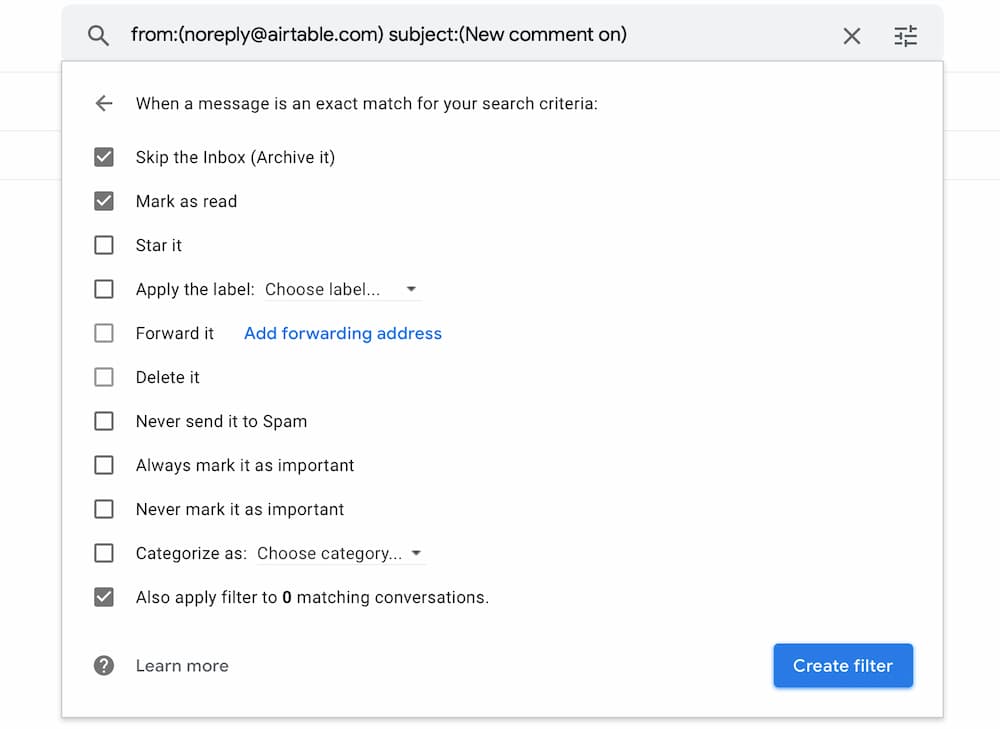 from:(noreply@airtable.com) subject:(New comment on)
When a message is an exact match for your search criteria:
Skip the Inbox (Archive it)
Mark as read
Star it
Apply the label: Choose label...
Forward it Add forwarding address
Delete it
Never send it to Spam
Always mark it as important
Never mark it as important
Categorize as: Choose category...
Also apply filter to 0 matching conversations.
? Learn more
Create filter